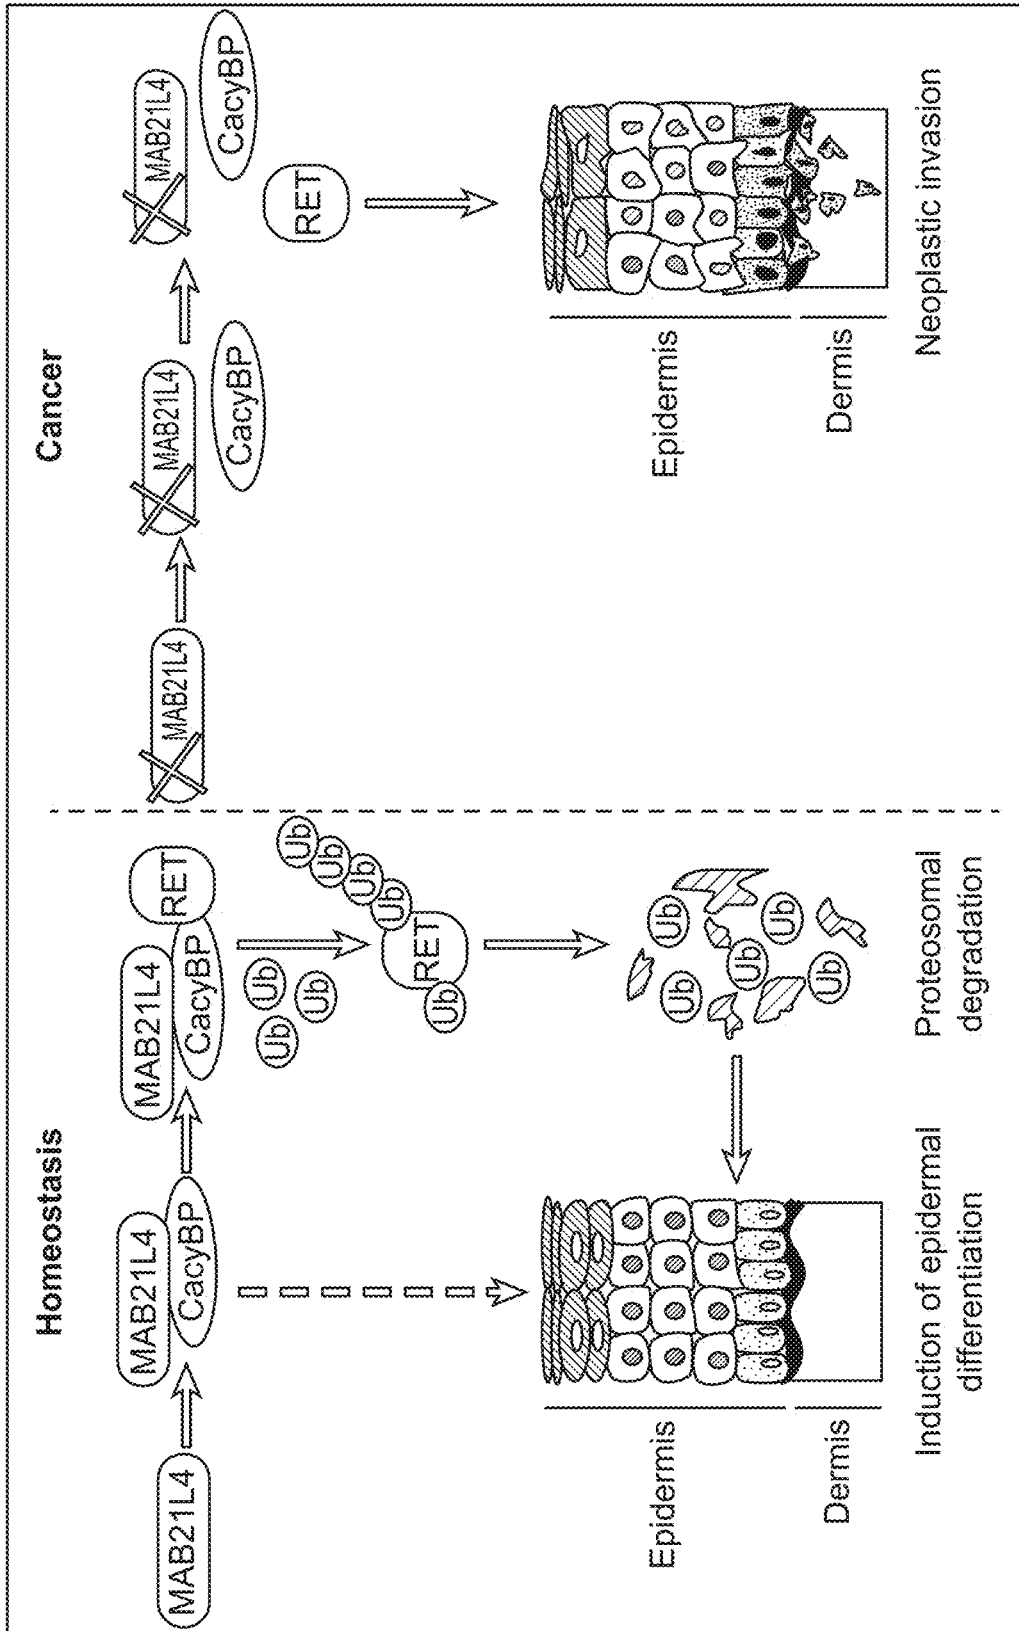 Homeostasis
MAB21L4
MAB21L4
CacyBP
MAB21L4
CacyBP
RET
Ub
Ub
Ub
Ub
RET
Ub
Ub
Ub
Ub
Ub
Ub
Ub
Ub
Ub
Epidermis
Dermis
Induction of epidermal
differentiation
Proteosomal
degradation
Cancer
MAB21L4
MAB21L4
CacyBP
MAB21L4
CacyBP
RET
Epidermis
Dermis
Neoplastic invasion